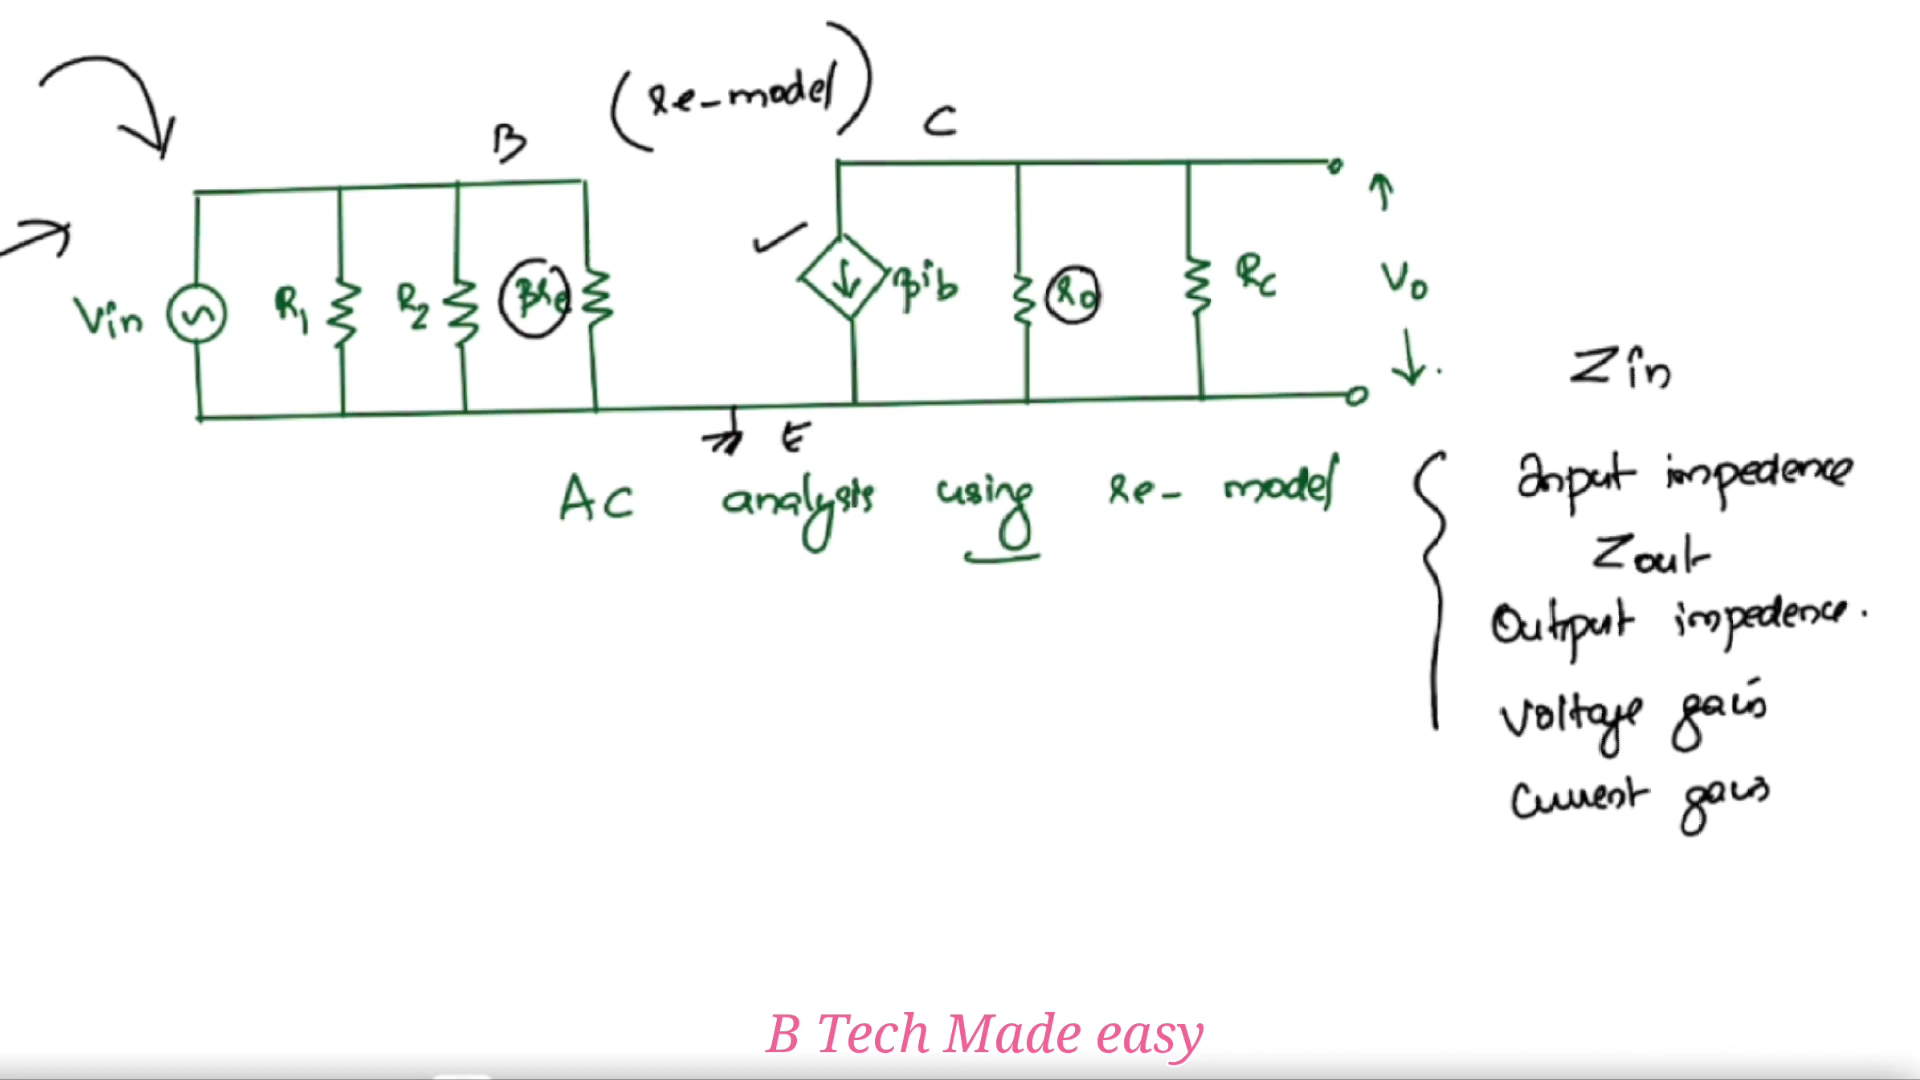 (re-model)
B
C
Vin
R1
R2
βre
βib
ro
Rc
Vo
E
AC analysis using re- model
Zin
Input impedence
Zout
Output impedence.
Voltage gain
Current gain
B Tech Made easy